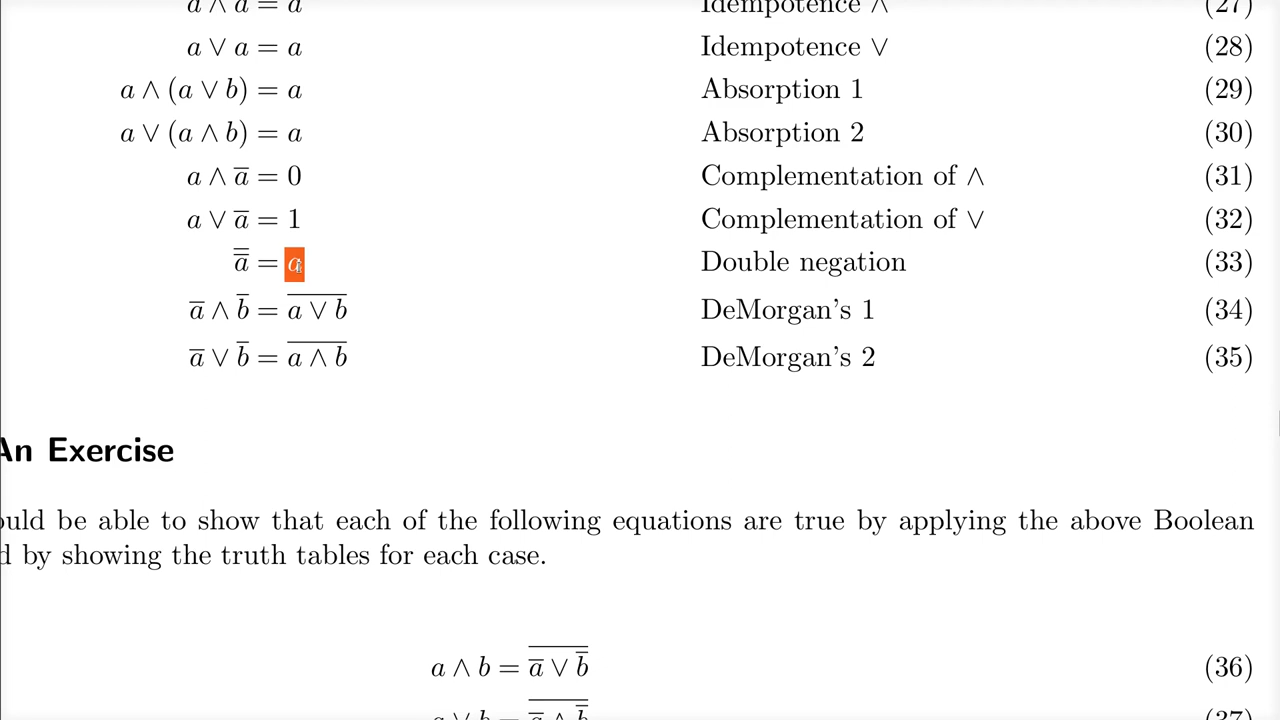 a ∧ a = a Idempotence ∧ (27)
a ∨ a = a Idempotence ∨ (28)
a ∧ (a ∨ b) = a Absorption 1 (29)
a ∨ (a ∧ b) = a Absorption 2 (30)
a ∧ a̅ = 0 Complementation of ∧ (31)
a ∨ a̅ = 1 Complementation of ∨ (32)
a̿ = a Double negation (33)
a̅ ∧ b̅ = \overline{a ∨ b} DeMorgan's 1 (34)
a̅ ∨ b̅ = \overline{a ∧ b} DeMorgan's 2 (35)
An Exercise
ould be able to show that each of the following equations are true by applying the above Boolean
d by showing the truth tables for each case.
a ∧ b = \overline{a̅ ∨ b̅} (36)
a ∨ b = \overline{a̅ ∧ b̅} (37)